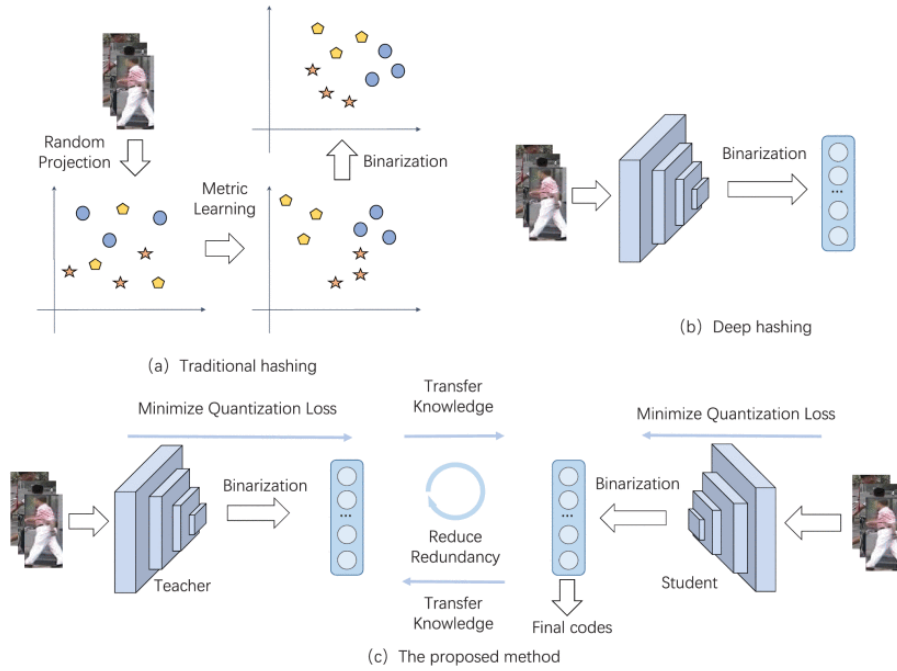 Random
Projection
Metric
Learning
Binarization
(a) Traditional hashing
Binarization
...
(b) Deep hashing
Minimize Quantization Loss
Transfer
Knowledge
Minimize Quantization Loss
Binarization
...
Teacher
Reduce
Redundancy
Transfer
Knowledge
...
Binarization
Student
Final codes
(c) The proposed method